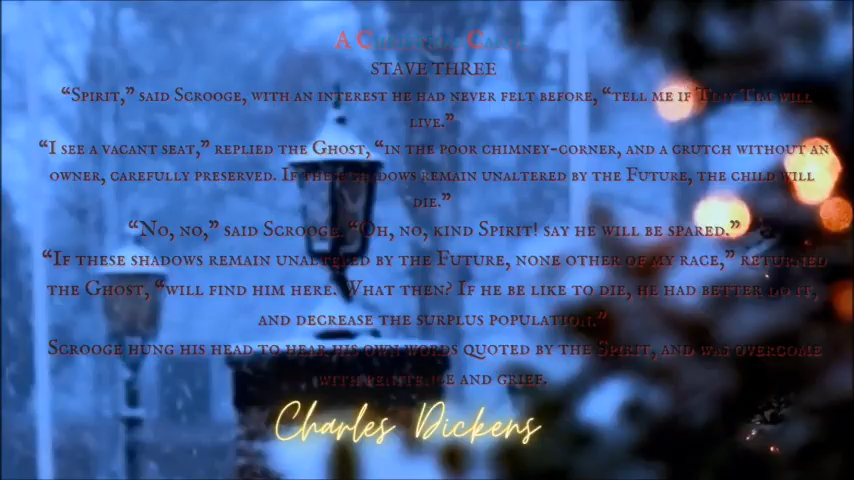 A Christmas Carol
STAVE THREE
“Spirit,” said Scrooge, with an interest he had never felt before, “tell me if Tiny Tim will
live.”
“I see a vacant seat,” replied the Ghost, “in the poor chimney-corner, and a crutch without an
owner, carefully preserved. If these shadows remain unaltered by the Future, the child will
die.”
“No, no,” said Scrooge. “Oh, no, kind Spirit! say he will be spared.”
“If these shadows remain unaltered by the Future, none other of my race,” returned
the Ghost, “will find him here. What then? If he be like to die, he had better do it,
and decrease the surplus population.”
Scrooge hung his head to hear his own words quoted by the Spirit, and was overcome
with penitence and grief.
Charles Dickens